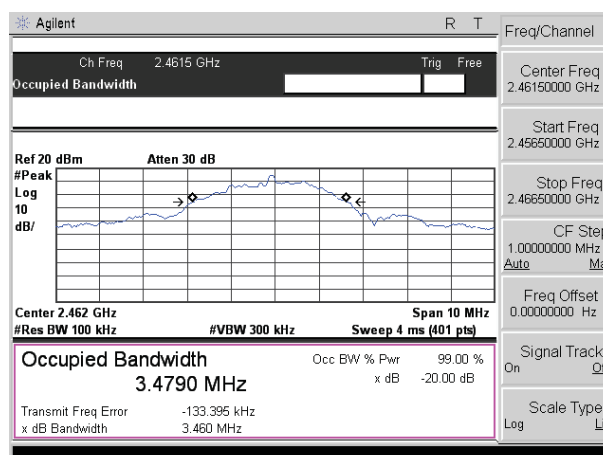 Agilent
R T
Ch Freq 2.4615 GHz Trig Free
Occupied Bandwidth
Ref 20 dBm Atten 30 dB
#Peak
Log
10
dB/
Center 2.462 GHz Span 10 MHz
#Res BW 100 kHz #VBW 300 kHz Sweep 4 ms (401 pts)
Occupied Bandwidth
3.4790 MHz
Occ BW % Pwr 99.00 %
x dB -20.00 dB
Transmit Freq Error -133.395 kHz
x dB Bandwidth 3.460 MHz
Freq/Channel
Center Freq
2.46150000 GHz
Start Freq
2.45650000 GHz
Stop Freq
2.46650000 GHz
CF Step
1.00000000 MHz
Auto Ma
Freq Offset
0.00000000 Hz
Signal Track
On
Scale Type
Log